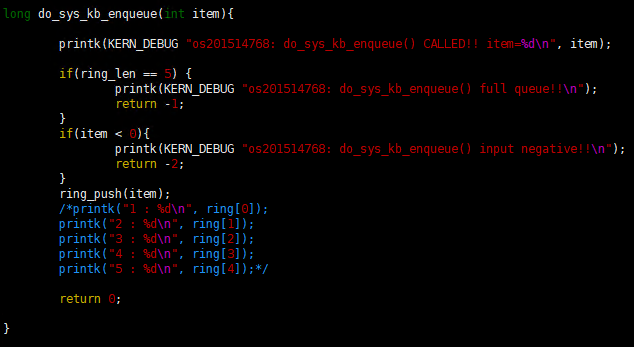 long do_sys_kb_enqueue(int item){
printk(KERN_DEBUG "os201514768: do_sys_kb_enqueue() CALLED!! item=%d\n", item);
if(ring_len == 5) {
printk(KERN_DEBUG "os201514768: do_sys_kb_enqueue() full queue!!\n");
return -1;
}
if(item < 0){
printk(KERN_DEBUG "os201514768: do_sys_kb_enqueue() input negative!!\n");
return -2;
}
ring_push(item);
/*printk("1 : %d\n", ring[0]);
printk("2 : %d\n", ring[1]);
printk("3 : %d\n", ring[2]);
printk("4 : %d\n", ring[3]);
printk("5 : %d\n", ring[4]);*/
return 0;
}